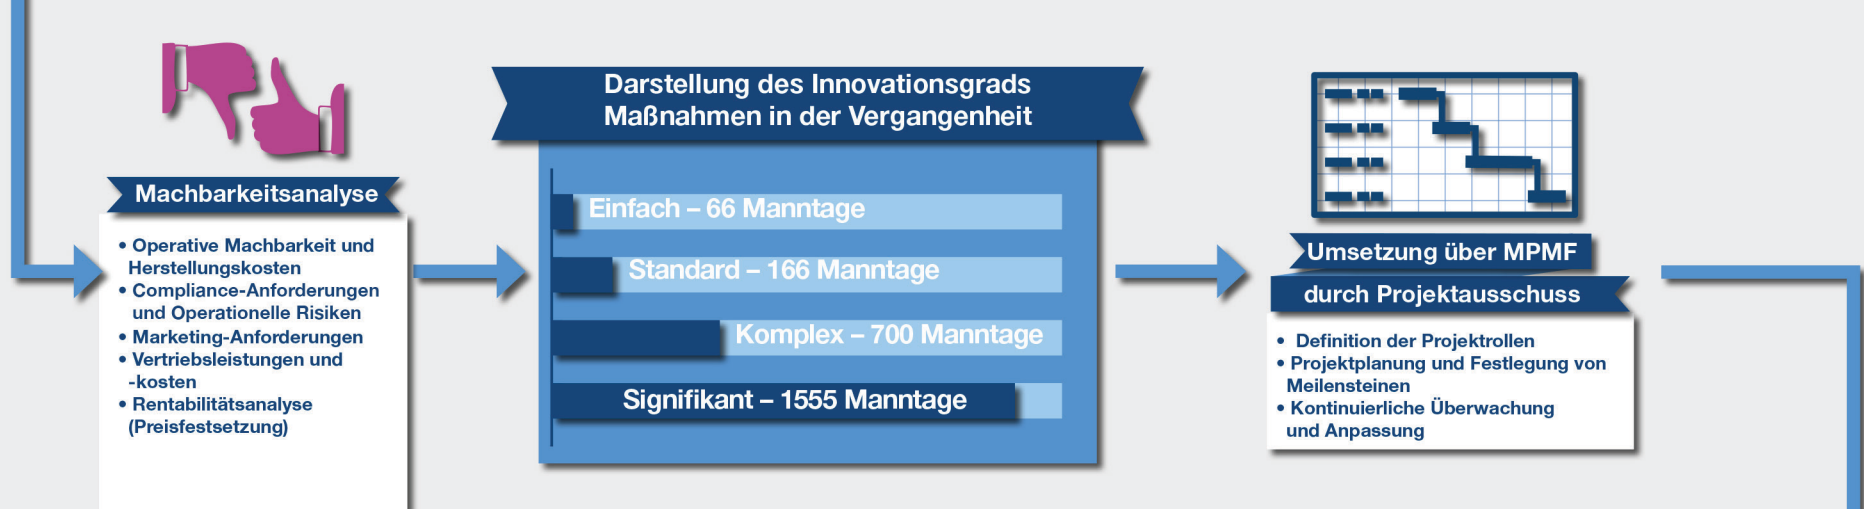 Machbarkeitsanalyse
• Operative Machbarkeit und
Herstellungskosten
• Compliance-Anforderungen
und Operationelle Risiken
• Marketing-Anforderungen
• Vertriebsleistungen und
-kosten
• Rentabilitätsanalyse
(Preisfestsetzung)
Darstellung des Innovationsgrads
Maßnahmen in der Vergangenheit
Einfach – 66 Manntage
Standard – 166 Manntage
Komplex – 700 Manntage
Signifikant – 1555 Manntage
Umsetzung über MPMF
durch Projektausschuss
• Definition der Projektrollen
• Projektplanung und Festlegung von
Meilensteinen
• Kontinuierliche Überwachung
und Anpassung